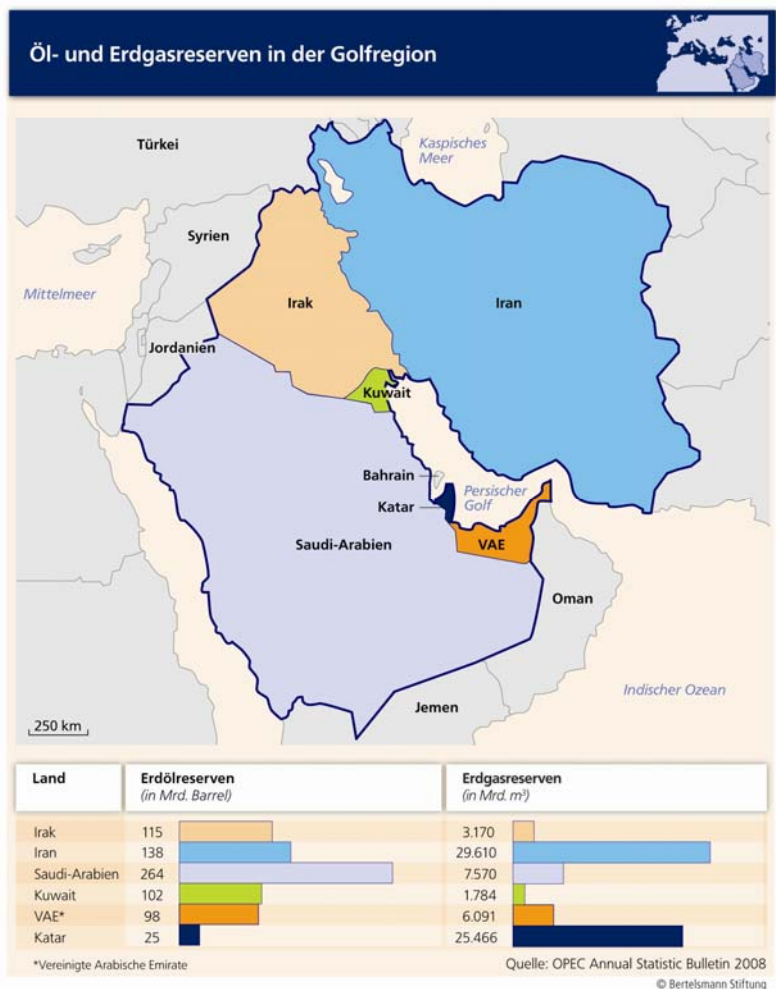 Öl- und Erdgasreserven in der Golfregion
Türkei
Kaspisches
Meer
Syrien
Mittelmeer
Irak
Iran
Jordanien
Kuwait
Bahrain
Persischer
Golf
Katar
Saudi-Arabien
VAE
Oman
Indischer Ozean
Jemen
250 km
Land Erdölreserven Erdgasreserven
(in Mrd. Barrel) (in Mrd. m³)
Irak 115 3.170
Iran 138 29.610
Saudi-Arabien 264 7.570
Kuwait 102 1.784
VAE* 98 6.091
Katar 25 25.466
*Vereinigte Arabische Emirate Quelle: OPEC Annual Statistic Bulletin 2008
© Bertelsmann Stiftung